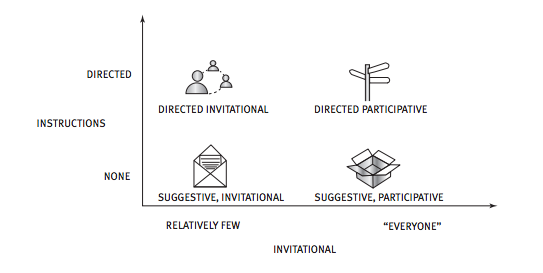 DIRECTED
DIRECTED INVITATIONAL
DIRECTED PARTICIPATIVE
INSTRUCTIONS
NONE
SUGGESTIVE, INVITATIONAL
SUGGESTIVE, PARTICIPATIVE
RELATIVELY FEW
“EVERYONE”
INVITATIONAL